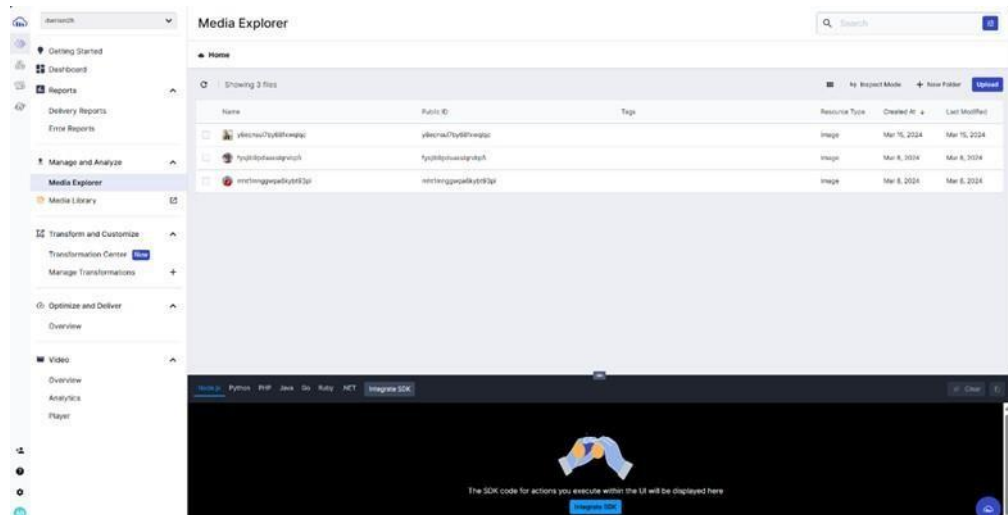 Media Explorer
Search
Home
Showing 3 files
Inspect Mode
New Folder
Upload
Name
Public ID
Tags
Resource Type
Created At
Last Modified
image
Mar 15, 2024
Mar 15, 2024
image
Mar 8, 2024
Mar 8, 2024
image
Mar 8, 2024
Mar 8, 2024
Getting Started
Dashboard
Reports
Delivery Reports
Error Reports
Manage and Analyze
Media Explorer
Media Library
Transform and Customize
Transformation Center New
Manage Transformations
Optimize and Deliver
Overview
Video
Overview
Analytics
Player
Node.js Python PHP Java Go Ruby .NET Integrate SDK
Clear
The SDK code for actions you execute within the UI will be displayed here
Integrate SDK